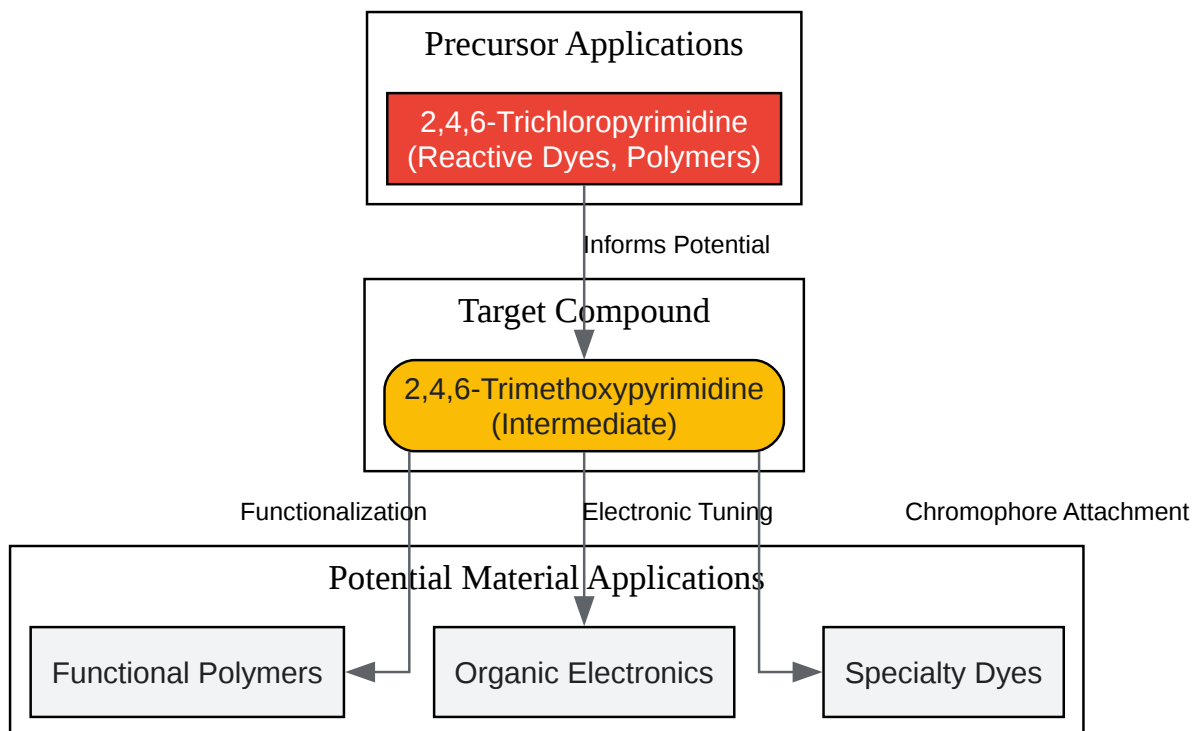 Precursor Applications
2,4,6-Trichloropyrimidine
(Reactive Dyes, Polymers)
Informs Potential
Target Compound
2,4,6-Trimethoxypyrimidine
(Intermediate)
Functionalization
Electronic Tuning
Chromophore Attachment
Potential Material Applications
Functional Polymers
Organic Electronics
Specialty Dyes